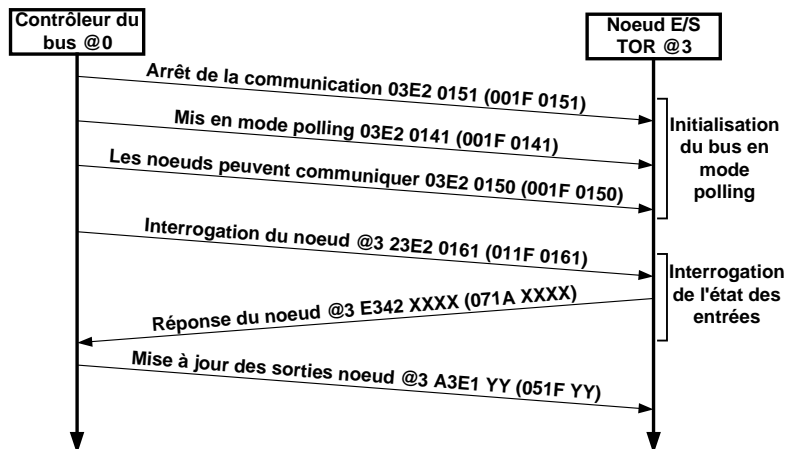 Contrôleur du
bus @0
Noeud E/S
TOR @3
Arrêt de la communication 03E2 0151 (001F 0151)
Mis en mode polling 03E2 0141 (001F 0141)
Les noeuds peuvent communiquer 03E2 0150 (001F 0150)
Initialisation
du bus en
mode
polling
Interrogation du noeud @3 23E2 0161 (011F 0161)
Réponse du noeud @3 E342 XXXX (071A XXXX)
Interrogation
de l'état des
entrées
Mise à jour des sorties noeud @3 A3E1 YY (051F YY)